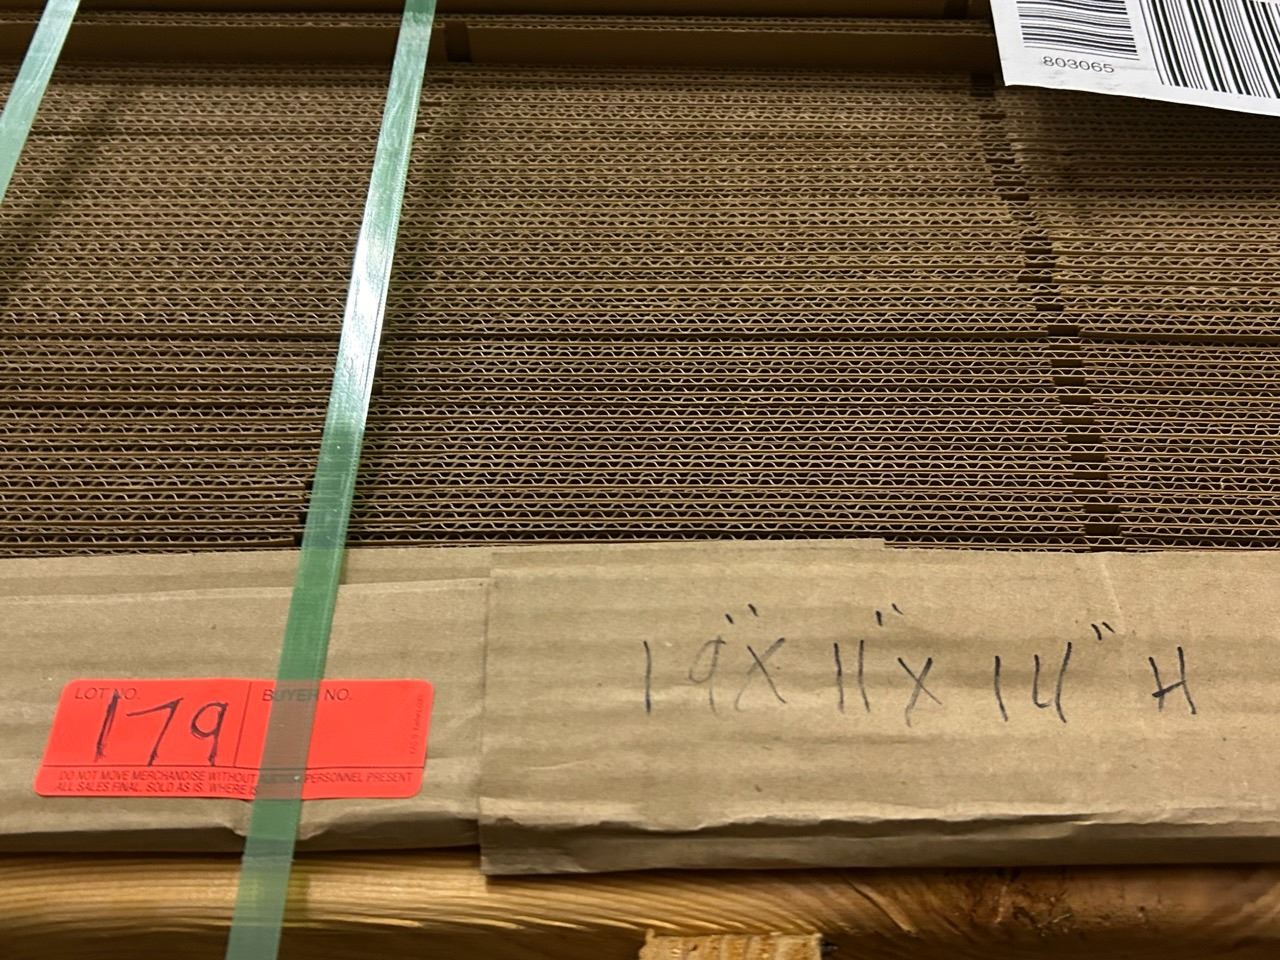 803065
19" X 11" X 14" H
LOT NO. BUYER NO.
179
DO NOT MOVE MERCHANDISE WITHOUT PERSONNEL PRESENT
ALL SALES FINAL, SOLD AS IS, WHERE IS